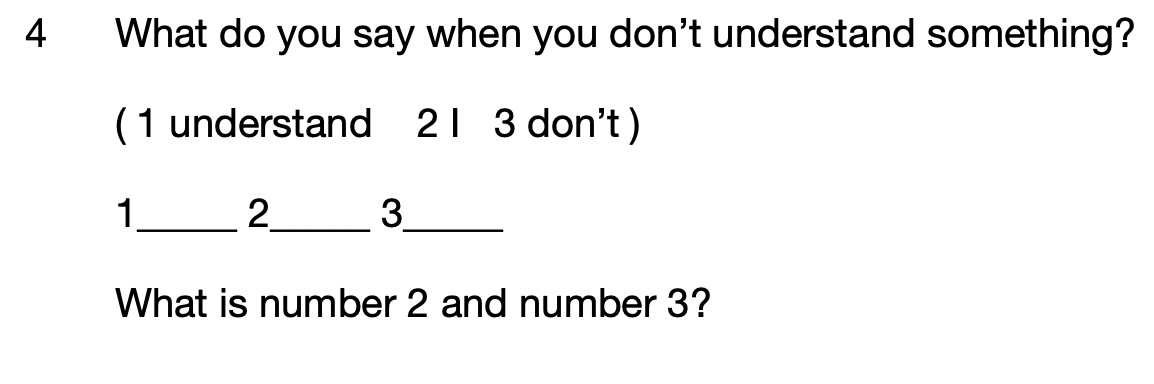 4 What do you say when you don’t understand something?
( 1 understand 2 I 3 don’t )
1_____ 2_____ 3_____
What is number 2 and number 3?